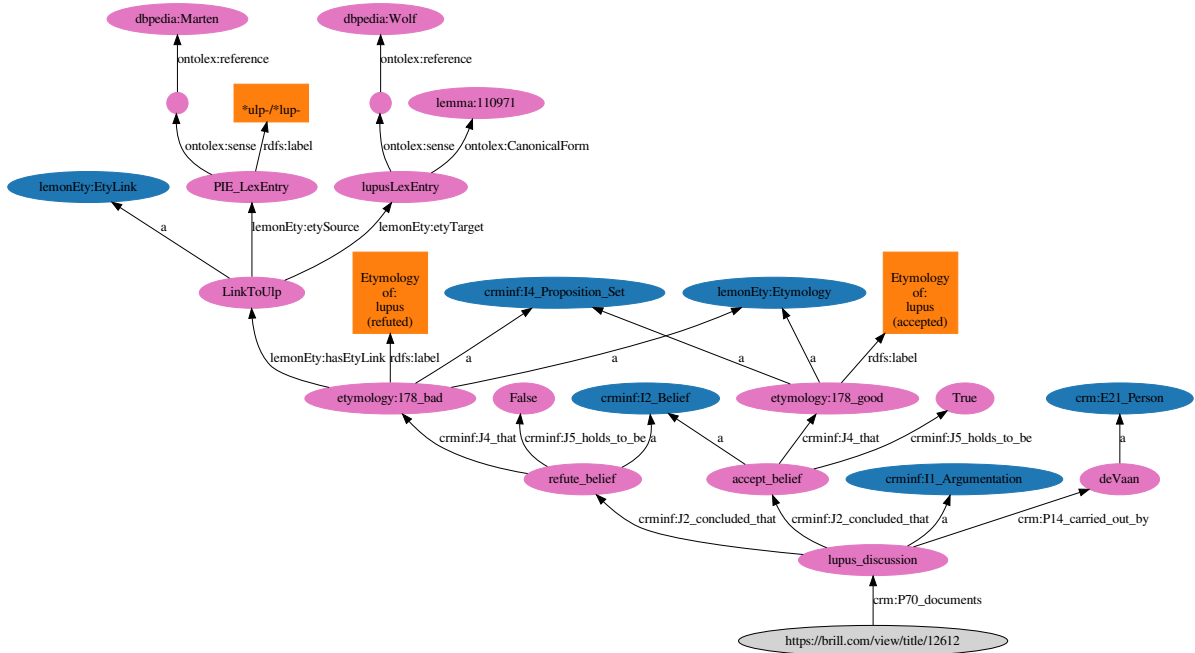 dbpedia:Marten
dbpedia:Wolf
ontolex:reference
ontolex:reference
*ulp-/*lup-
lemma:110971
ontolex:sense
rdfs:label
ontolex:sense
ontolex:CanonicalForm
lemonEty:EtyLink
PIE_LexEntry
lupusLexEntry
a
lemonEty:etySource
lemonEty:etyTarget
LinkToUlp
Etymology
of:
lupus
(refuted)
crminf:I4_Proposition_Set
lemonEty:Etymology
Etymology
of:
lupus
(accepted)
lemonEty:hasEtyLink
rdfs:label
a
a
a
a
rdfs:label
etymology:178_bad
False
crminf:I2_Belief
etymology:178_good
True
crm:E21_Person
crminf:J4_that
crminf:J5_holds_to_be
a
a
crminf:J4_that
crminf:J5_holds_to_be
a
refute_belief
accept_belief
crminf:I1_Argumentation
deVaan
crminf:J2_concluded_that
crminf:J2_concluded_that
a
crm:P14_carried_out_by
lupus_discussion
crm:P70_documents
https://brill.com/view/title/12612